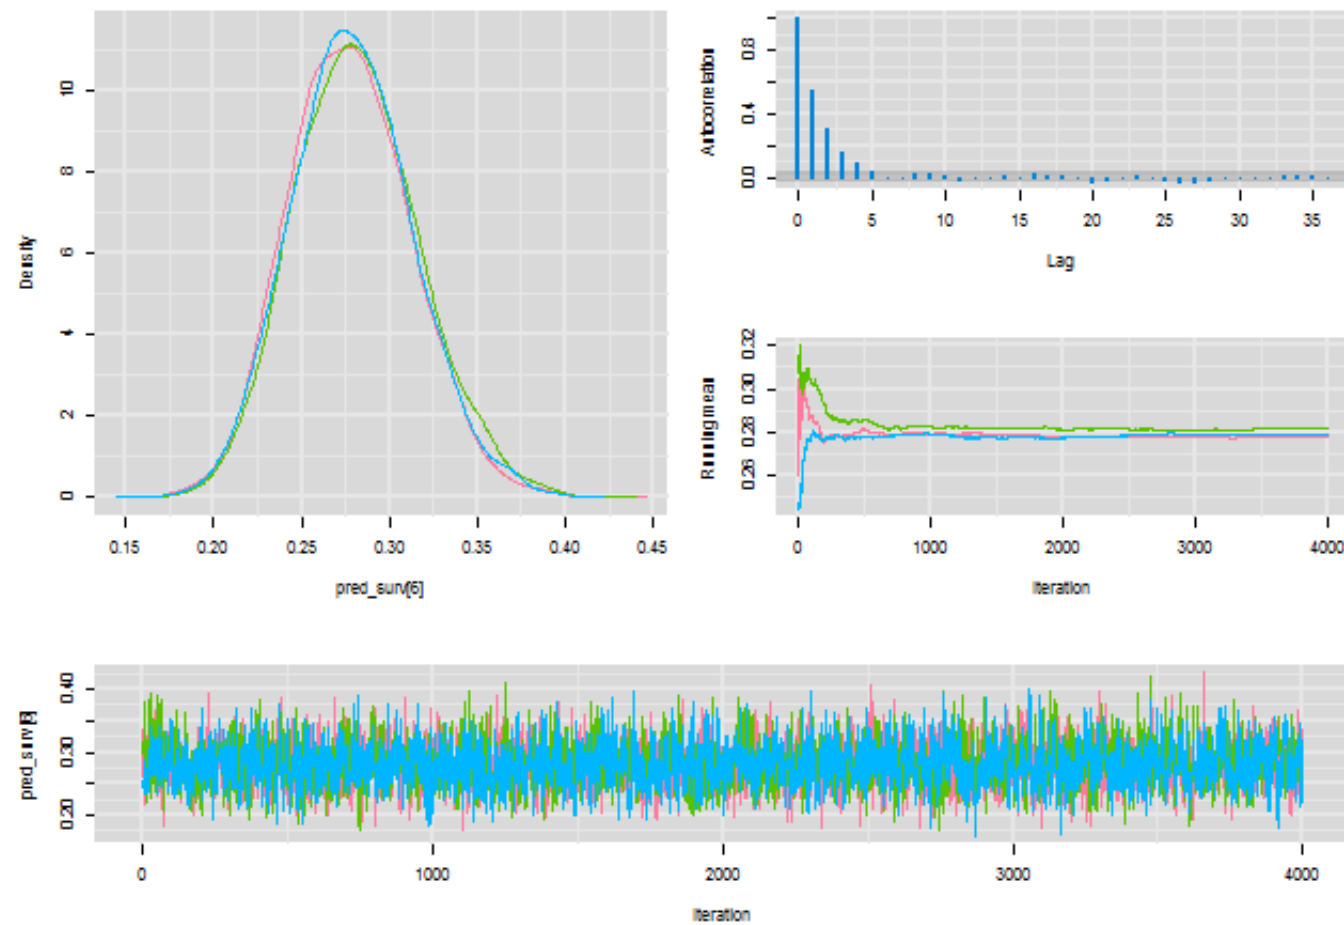 Density
0 2 4 6 8 10
0.15 0.20 0.25 0.30 0.35 0.40 0.45
pred_surv[6]
Autocorrelation
0.0 0.4 0.8
0 5 10 15 20 25 30 35
Lag
Running mean
0.26 0.28 0.30 0.32
0 1000 2000 3000 4000
Iteration
0.20 0.30 0.40
0 1000 2000 3000 4000
Iteration